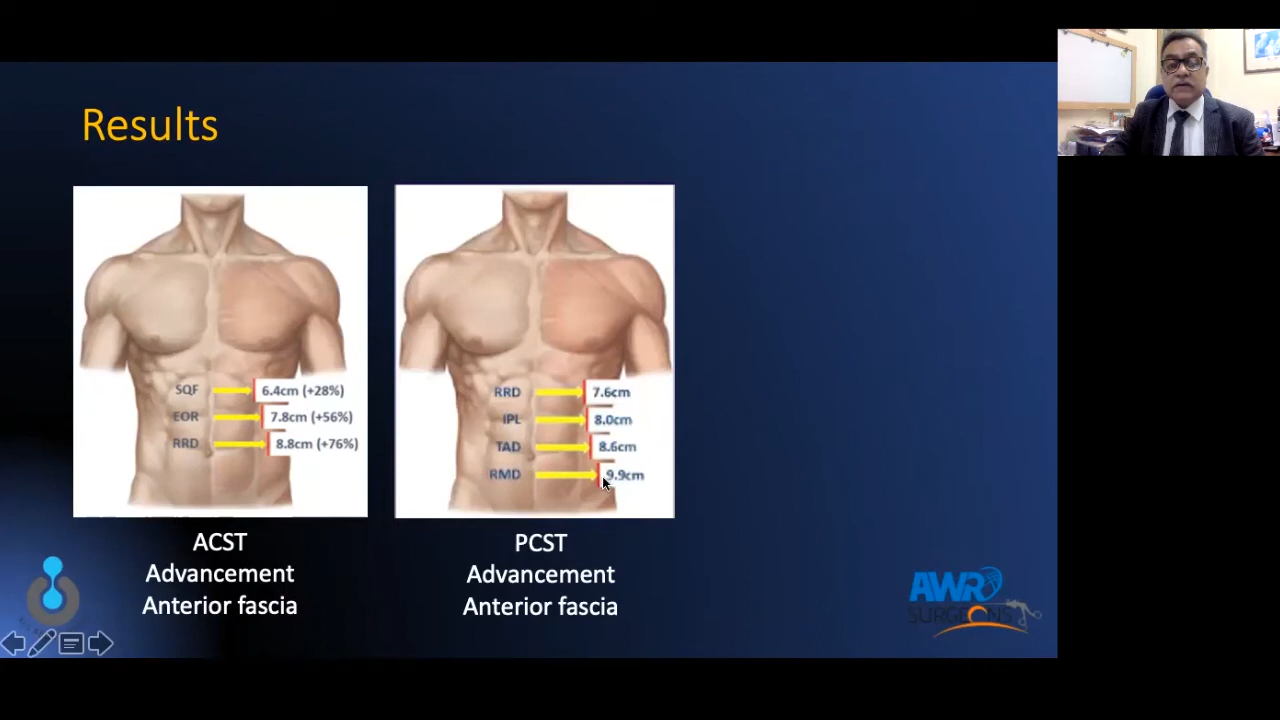 Results
SQF 6.4cm (+28%)
EOR 7.8cm (+56%)
RRD 8.8cm (+76%)
RRD 7.6cm
IPL 8.0cm
TAD 8.6cm
RMD 9.9cm
ACST
Advancement
Anterior fascia
PCST
Advancement
Anterior fascia
AWR
SURGEONS